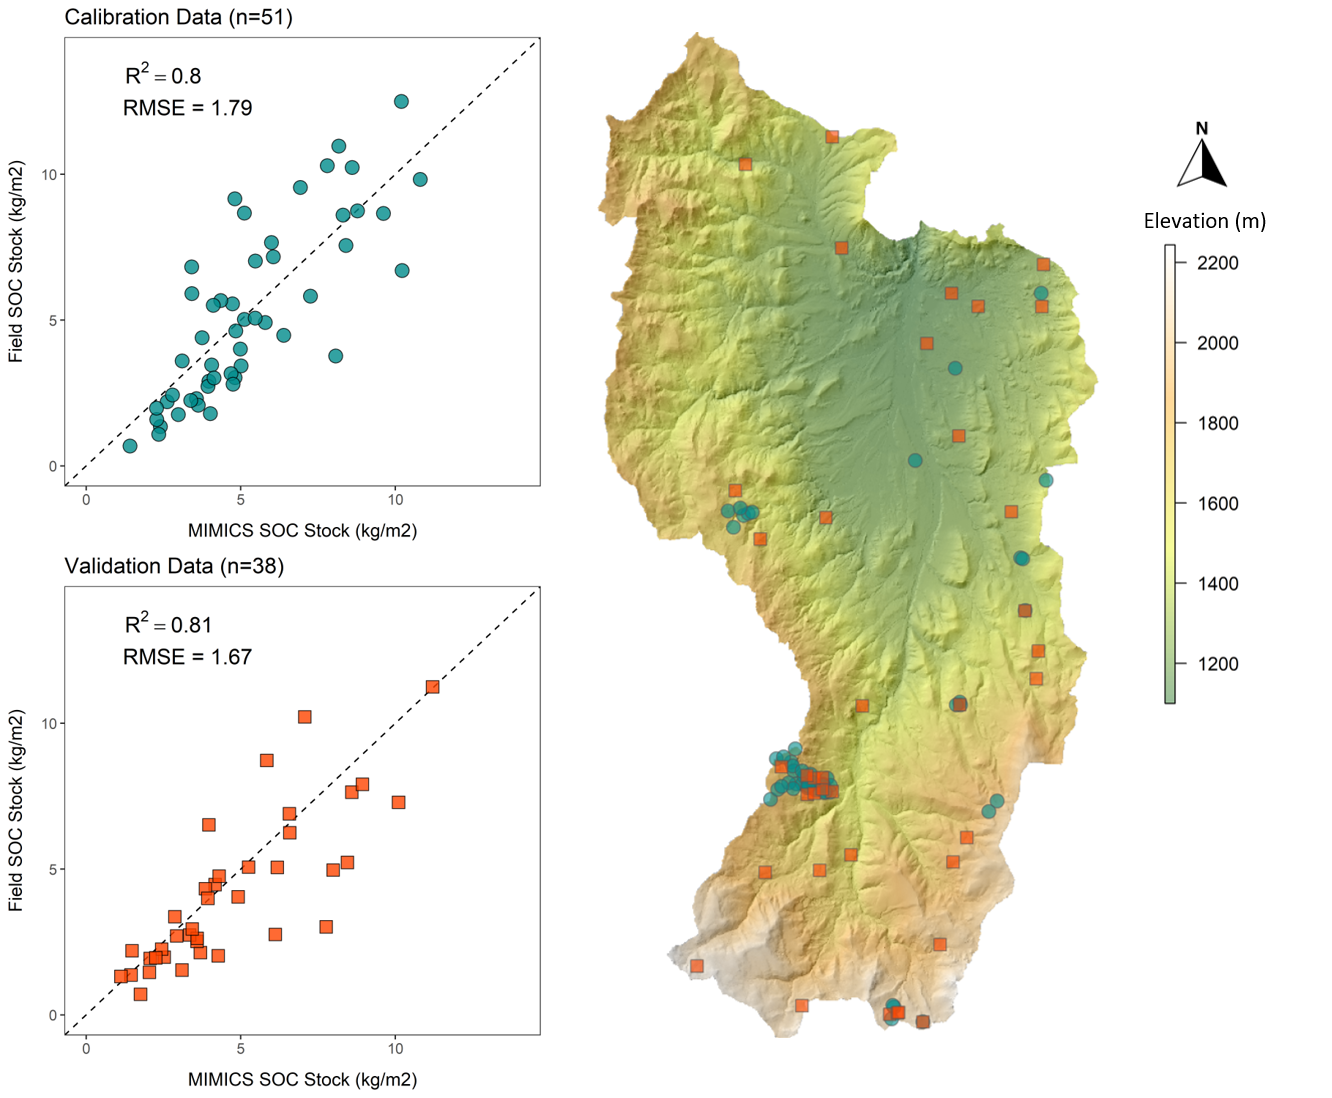 Calibration Data (n=51)
R² = 0.8
RMSE = 1.79
Field SOC Stock (kg/m2)
10
5
0
0 5 10
MIMICS SOC Stock (kg/m2)
Validation Data (n=38)
R² = 0.81
RMSE = 1.67
Field SOC Stock (kg/m2)
10
5
0
0 5 10
MIMICS SOC Stock (kg/m2)
N
Elevation (m)
2200
2000
1800
1600
1400
1200